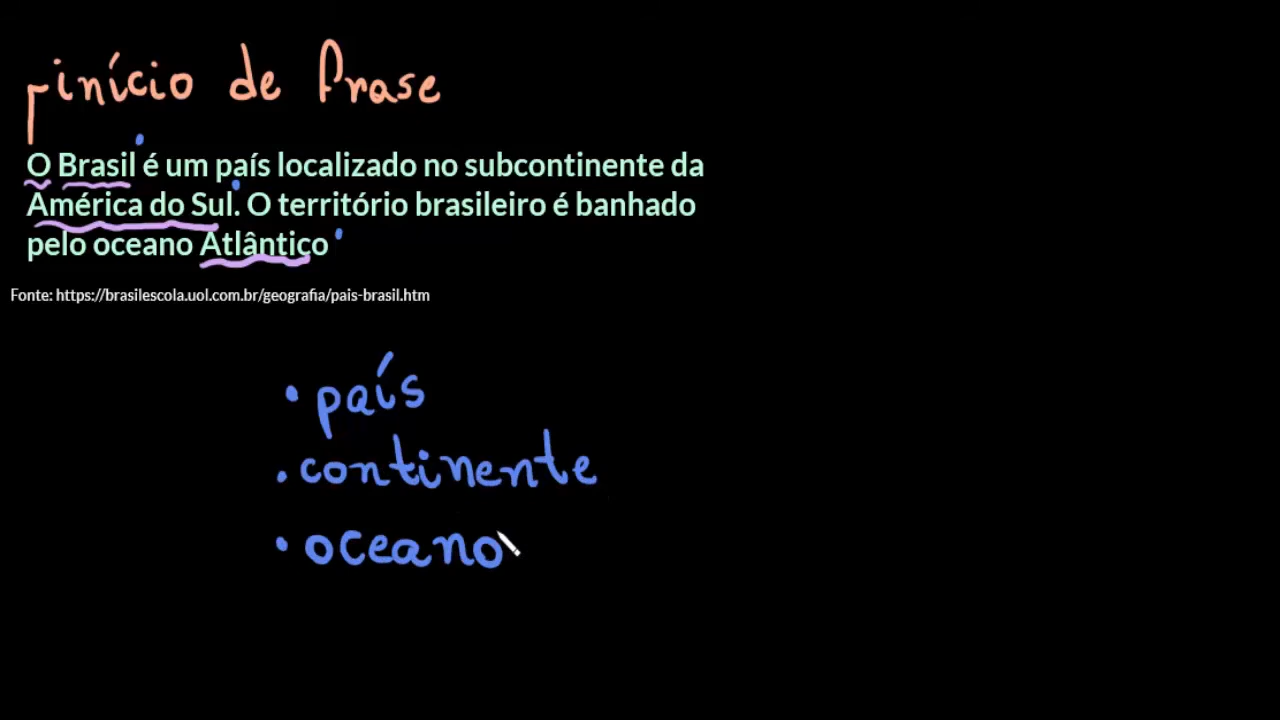 início de frase
O Brasil é um país localizado no subcontinente da
América do Sul. O território brasileiro é banhado
pelo oceano Atlântico
Fonte: https://brasilescola.uol.com.br/geografia/pais-brasil.htm
• país
• continente
• oceano